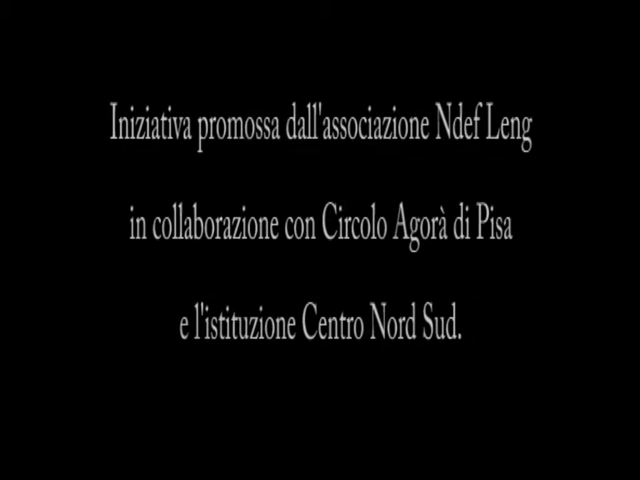 Iniziativa promossa dall'associazione Ndef Leng
in collaborazione con Circolo Agorà di Pisa
e l'istituzione Centro Nord Sud.